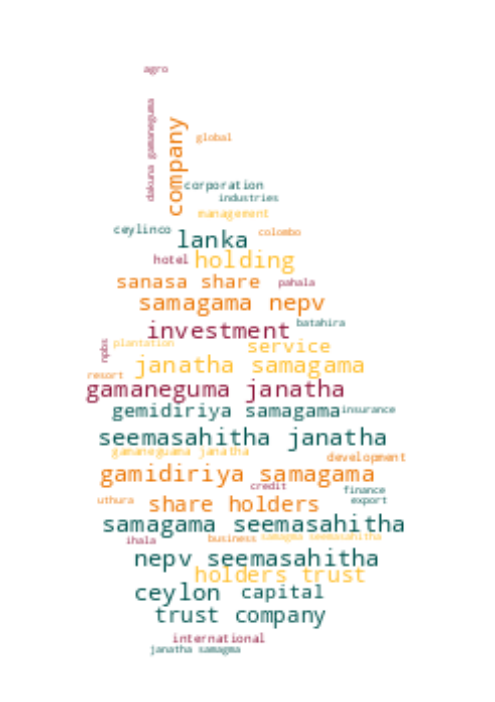 agro
dakuna gamaneguma
company
global
corporation
industries
management
ceylinco
colombo
lanka
hotel
holding
sanasa share
pahala
samagama nepv
batahira
investment
npbs
plantation
service
janatha samagama
resort
gamaneguma janatha
gemidiriya samagama
insurance
seemasahitha janatha
gamaneguama janatha
development
gamidiriya samagama
credit
finance
uthura
export
share holders
samagama seemasahitha
ihala
business
samagma seemasahitha
nepv seemasahitha
holders trust
ceylon
capital
trust company
international
janatha samagma